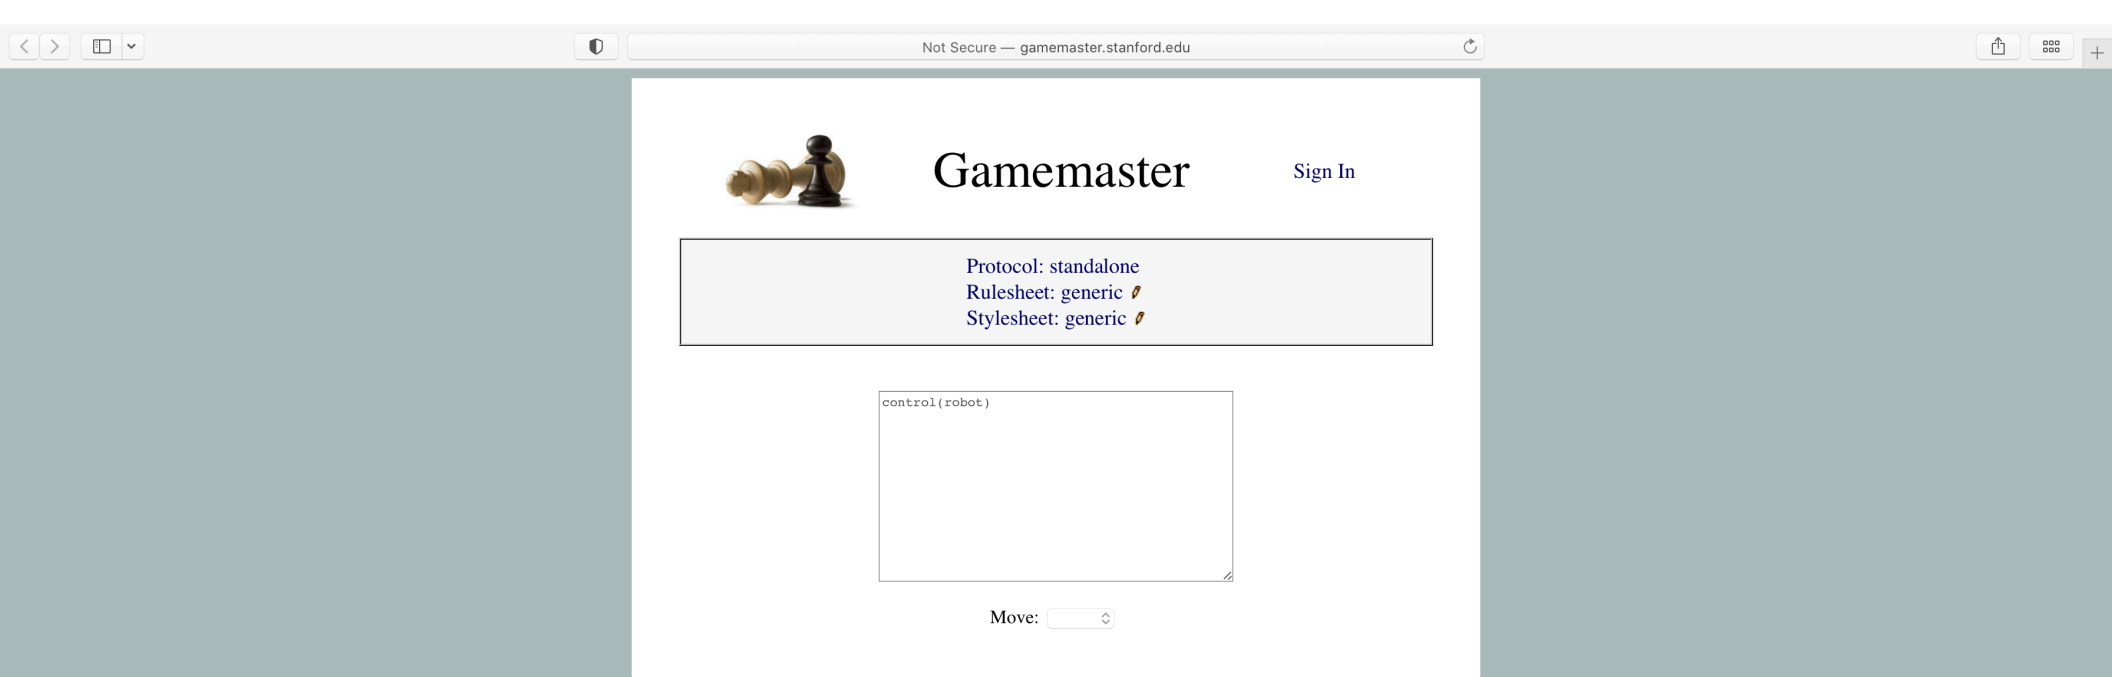 Not Secure — gamemaster.stanford.edu
Gamemaster
Sign In
Protocol: standalone
Rulesheet: generic
Stylesheet: generic
control(robot)
Move: